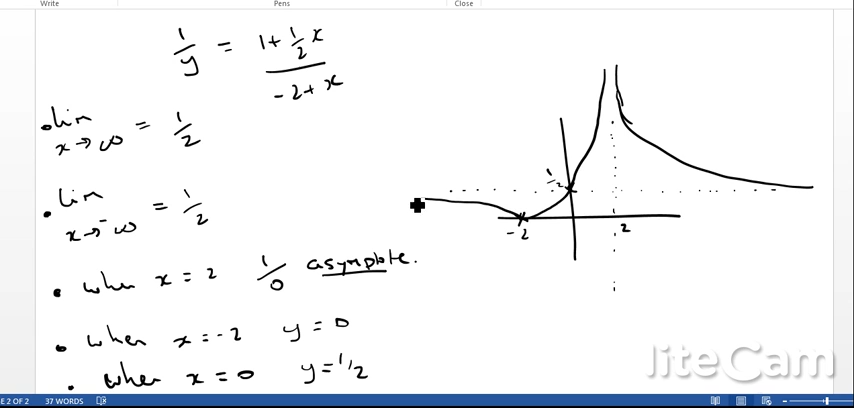 Write Pens Close
1/y = (1 + 1/2 x)/(-2 + x)
• lim x→∞ = 1/2
• lim x→-∞ = 1/2
• when x = 2 1/0 asymptote.
• when x = -2 y = 0
• when x = 0 y = 1/2
1/2
-2 2
liteCam
E 2 OF 2 37 WORDS